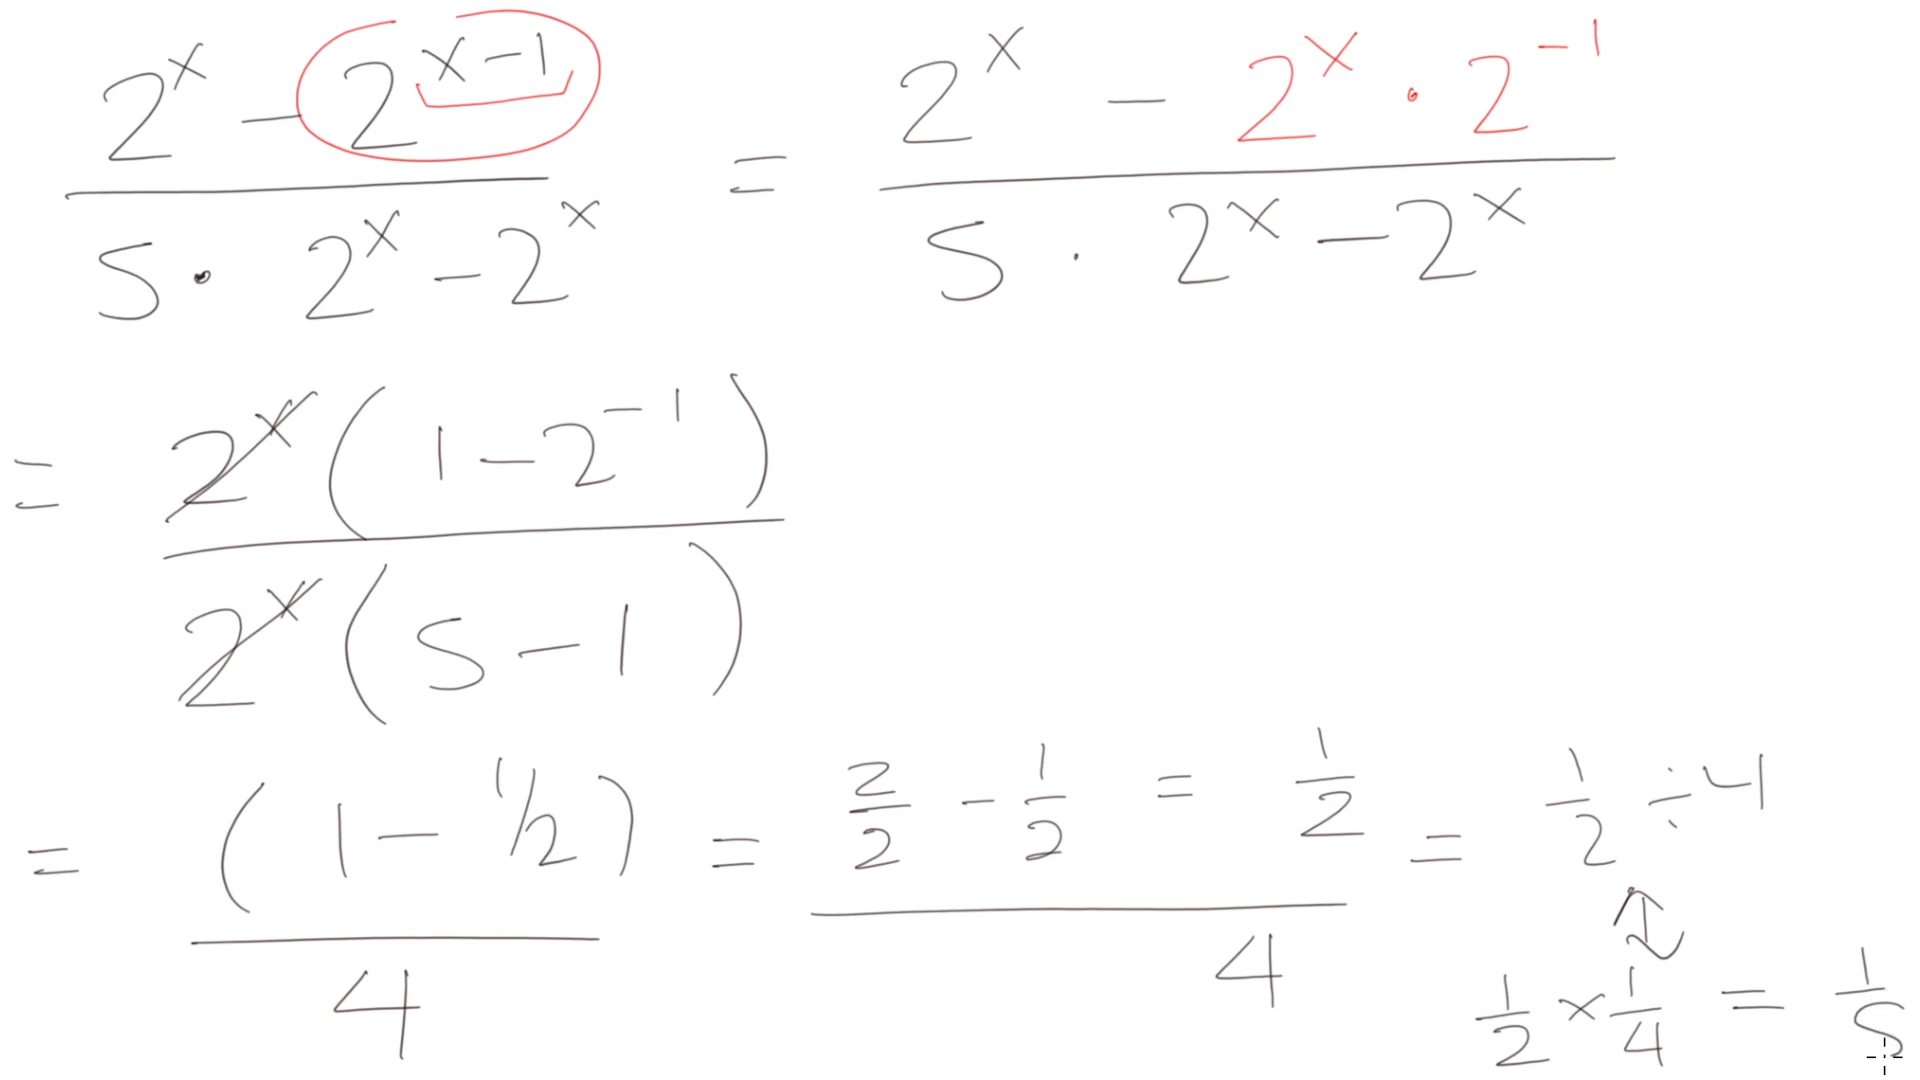 (2^x − 2^(x−1)) / (5 · 2^x − 2^x) = (2^x − 2^x · 2^−1) / (5 · 2^x − 2^x)
= 2^x (1 − 2^−1) / 2^x (5 − 1)
= (1 − 1/2) / 4 = (2/2 − 1/2 = 1/2) / 4 = 1/2 ÷ 4
1/2 × 1/4 = 1/